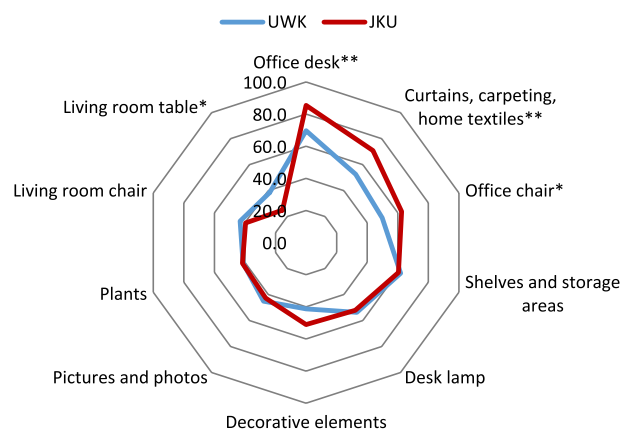 UWK JKU
Office desk**
100.0
80.0
60.0
40.0
20.0
0.0
Curtains, carpeting,
home textiles**
Office chair*
Shelves and storage
areas
Desk lamp
Decorative elements
Pictures and photos
Plants
Living room chair
Living room table*